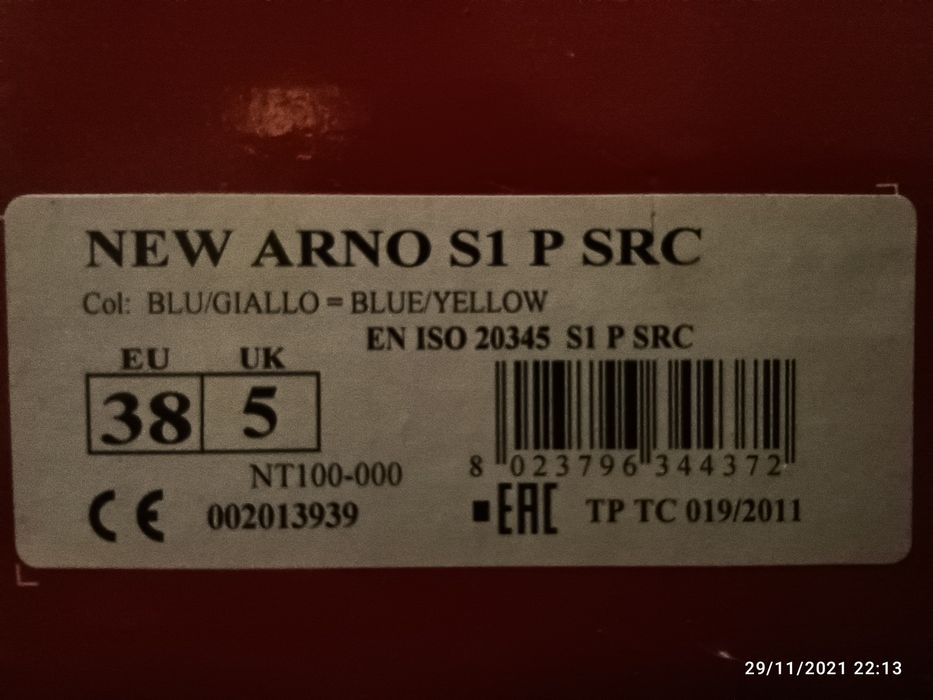 NEW ARNO S1 P SRC
Col: BLU/GIALLO = BLUE/YELLOW
EN ISO 20345 S1 P SRC
EU UK
38 5
8 023796 344372
NT100-000
CE 002013939
EAC TP TC 019/2011
29/11/2021 22:13